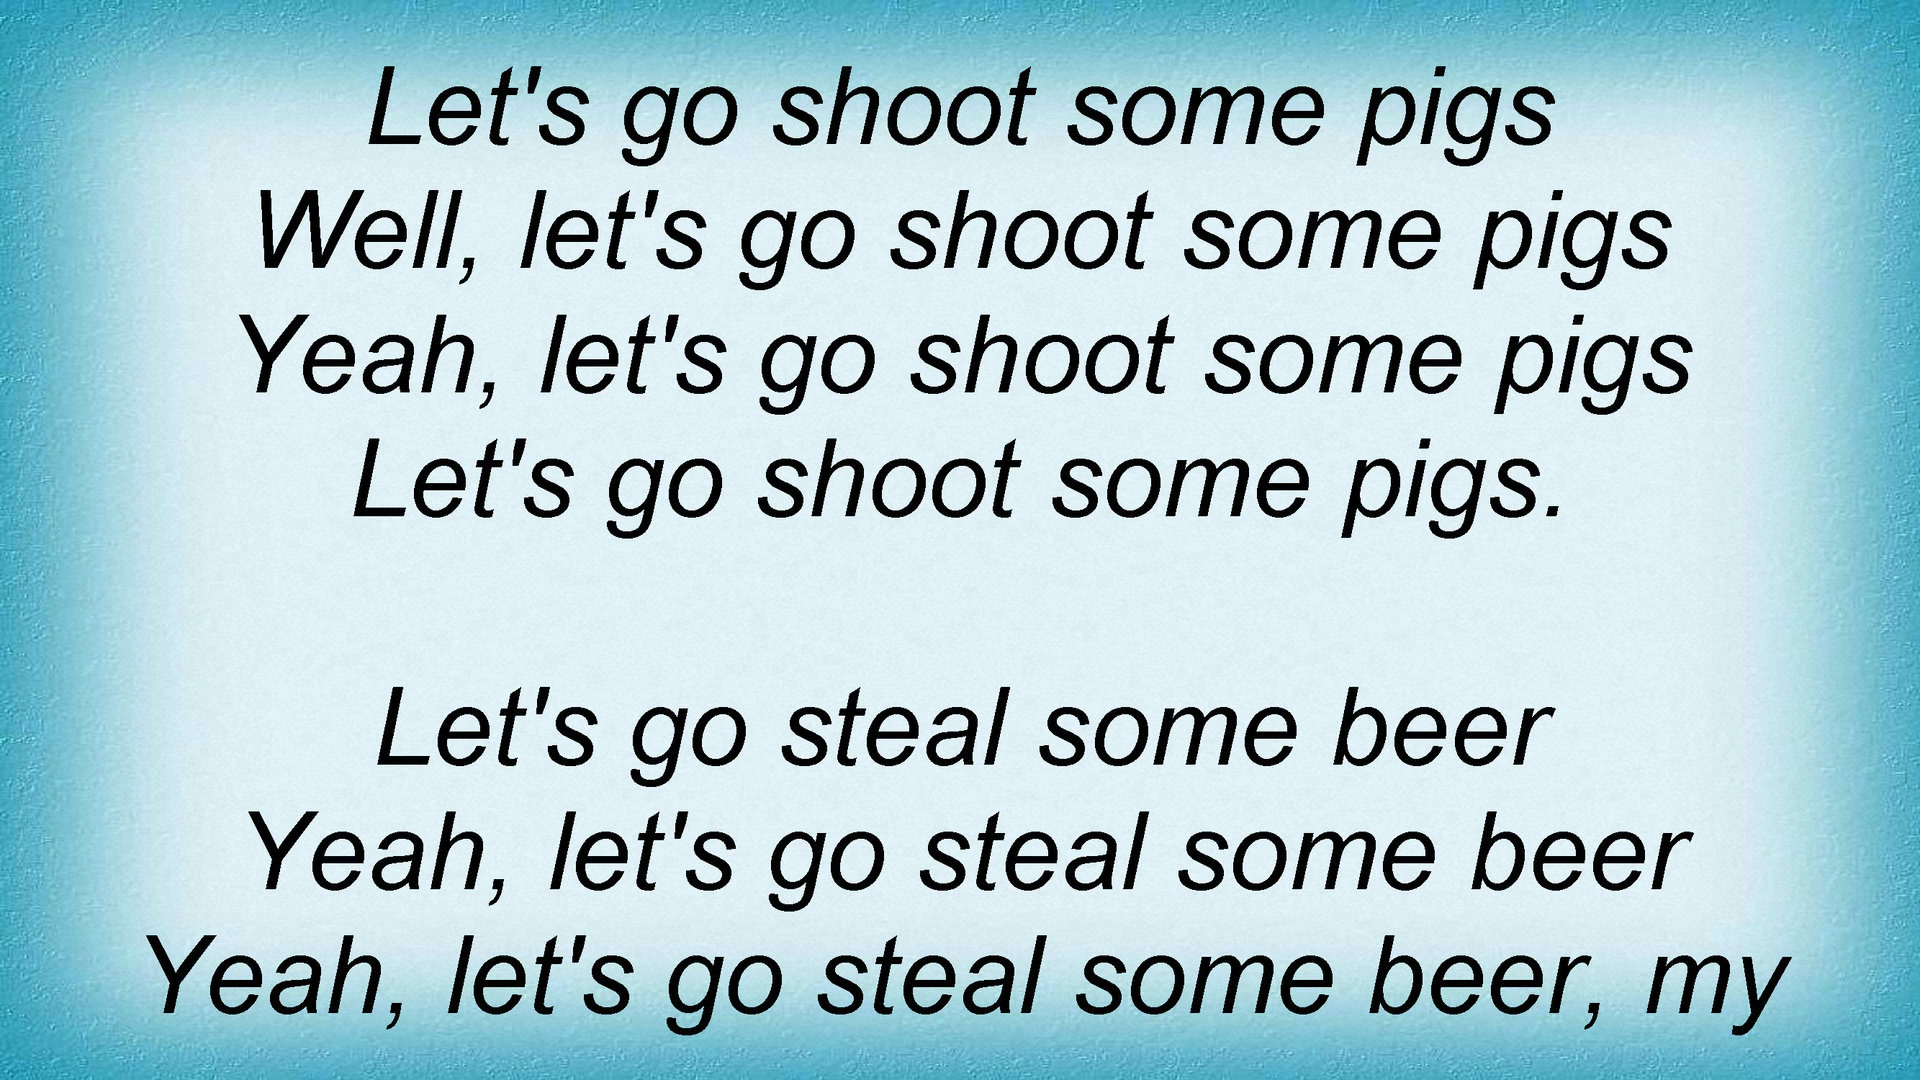 Let's go shoot some pigs
Well, let's go shoot some pigs
Yeah, let's go shoot some pigs
Let's go shoot some pigs.
Let's go steal some beer
Yeah, let's go steal some beer
Yeah, let's go steal some beer, my